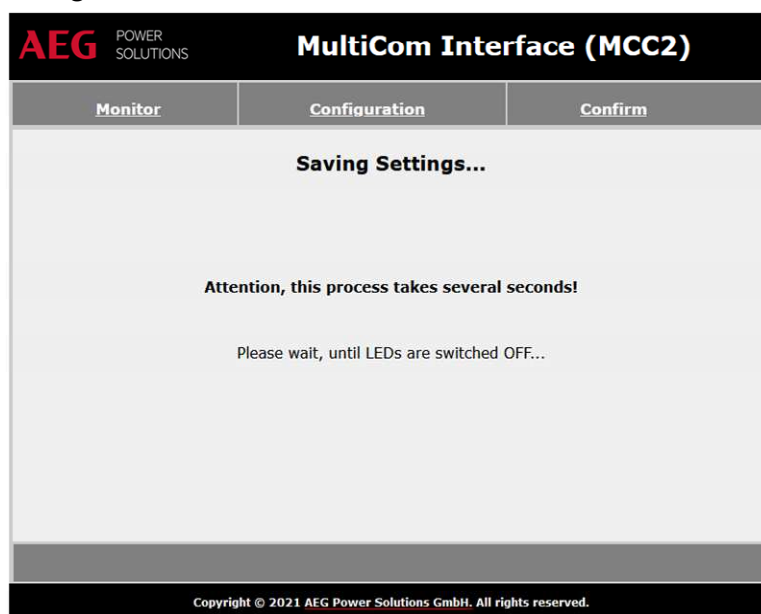 AEG POWER SOLUTIONS
MultiCom Interface (MCC2)
Monitor Configuration Confirm
Saving Settings...
Attention, this process takes several seconds!
Please wait, until LEDs are switched OFF...
Copyright © 2021 AEG Power Solutions GmbH. All rights reserved.